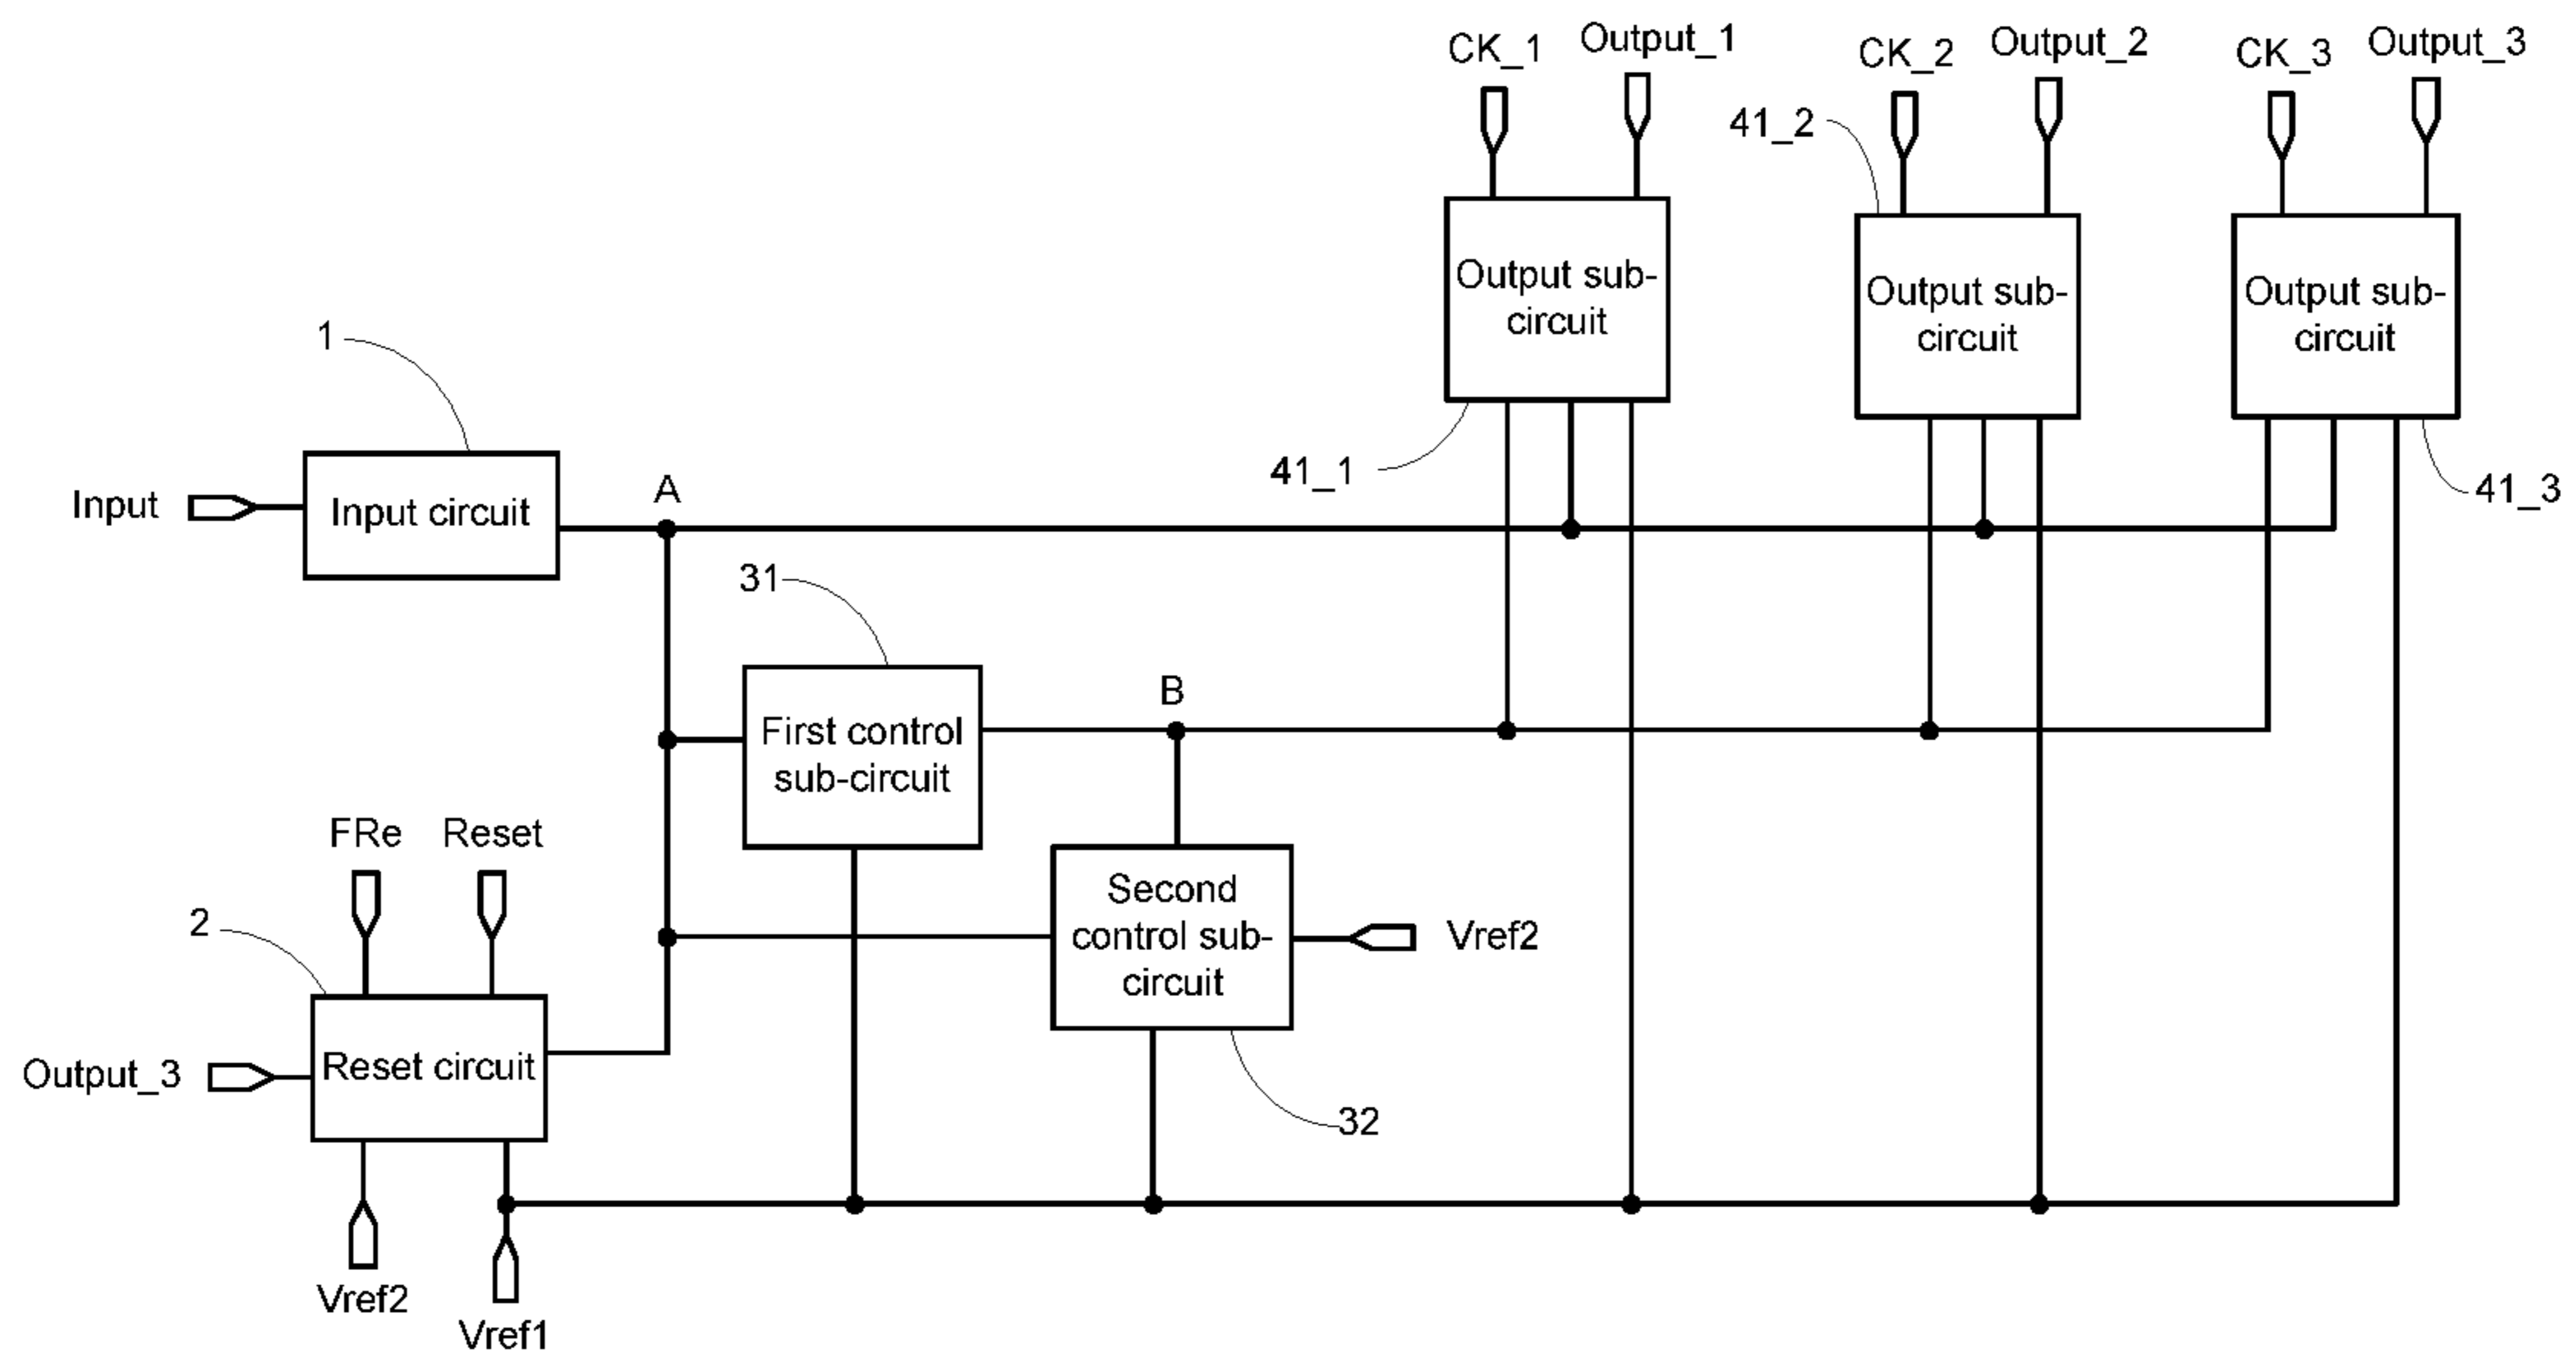 CK_1
Output_1
CK_2
Output_2
CK_3
Output_3
41_2
Output sub-
circuit
Output sub-
circuit
Output sub-
circuit
1
41_1
41_3
Input
Input circuit
A
31
B
First control
sub-circuit
FRe
Reset
2
Second
control sub-
circuit
Vref2
Output_3
Reset circuit
32
Vref2
Vref1